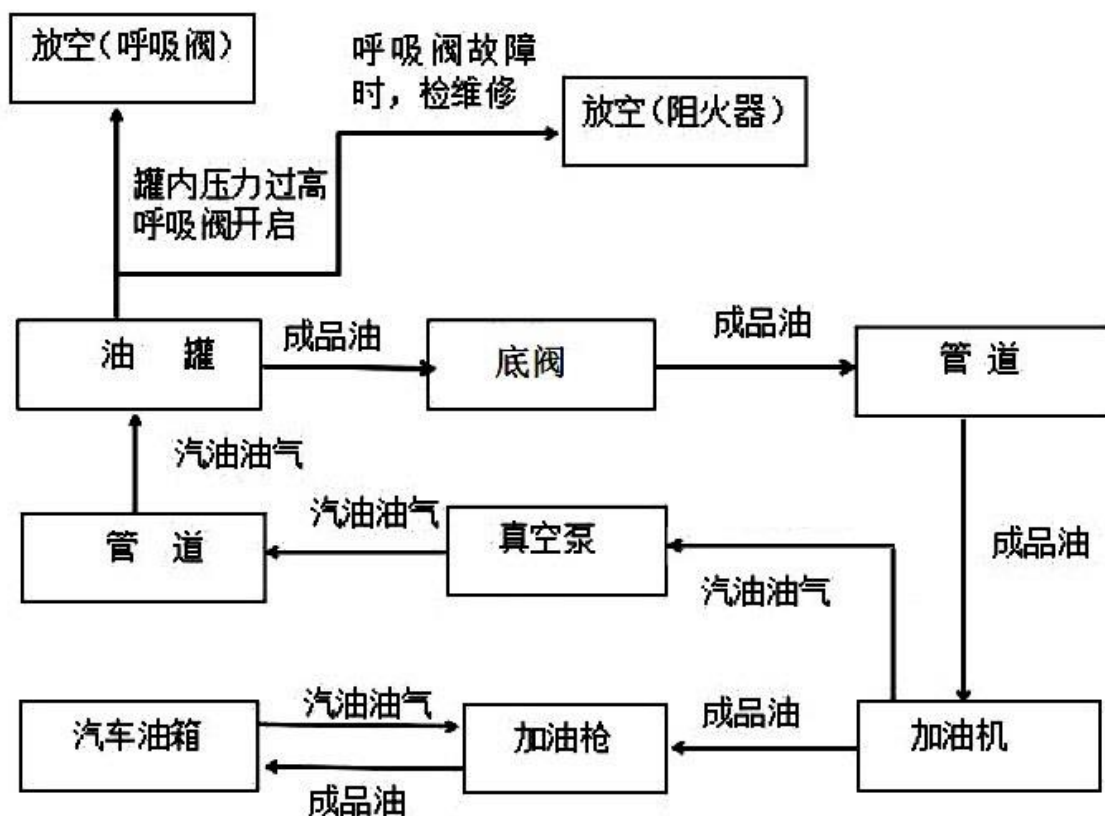 放空（呼吸阀）
呼吸阀故障
时，检维修
放空（阻火器）
罐内压力过高
呼吸阀开启
油 罐
成品油
底阀
成品油
管 道
汽油油气
成品油
管 道
汽油油气
真空泵
汽油油气
汽车油箱
汽油油气
成品油
加油枪
成品油
加油机